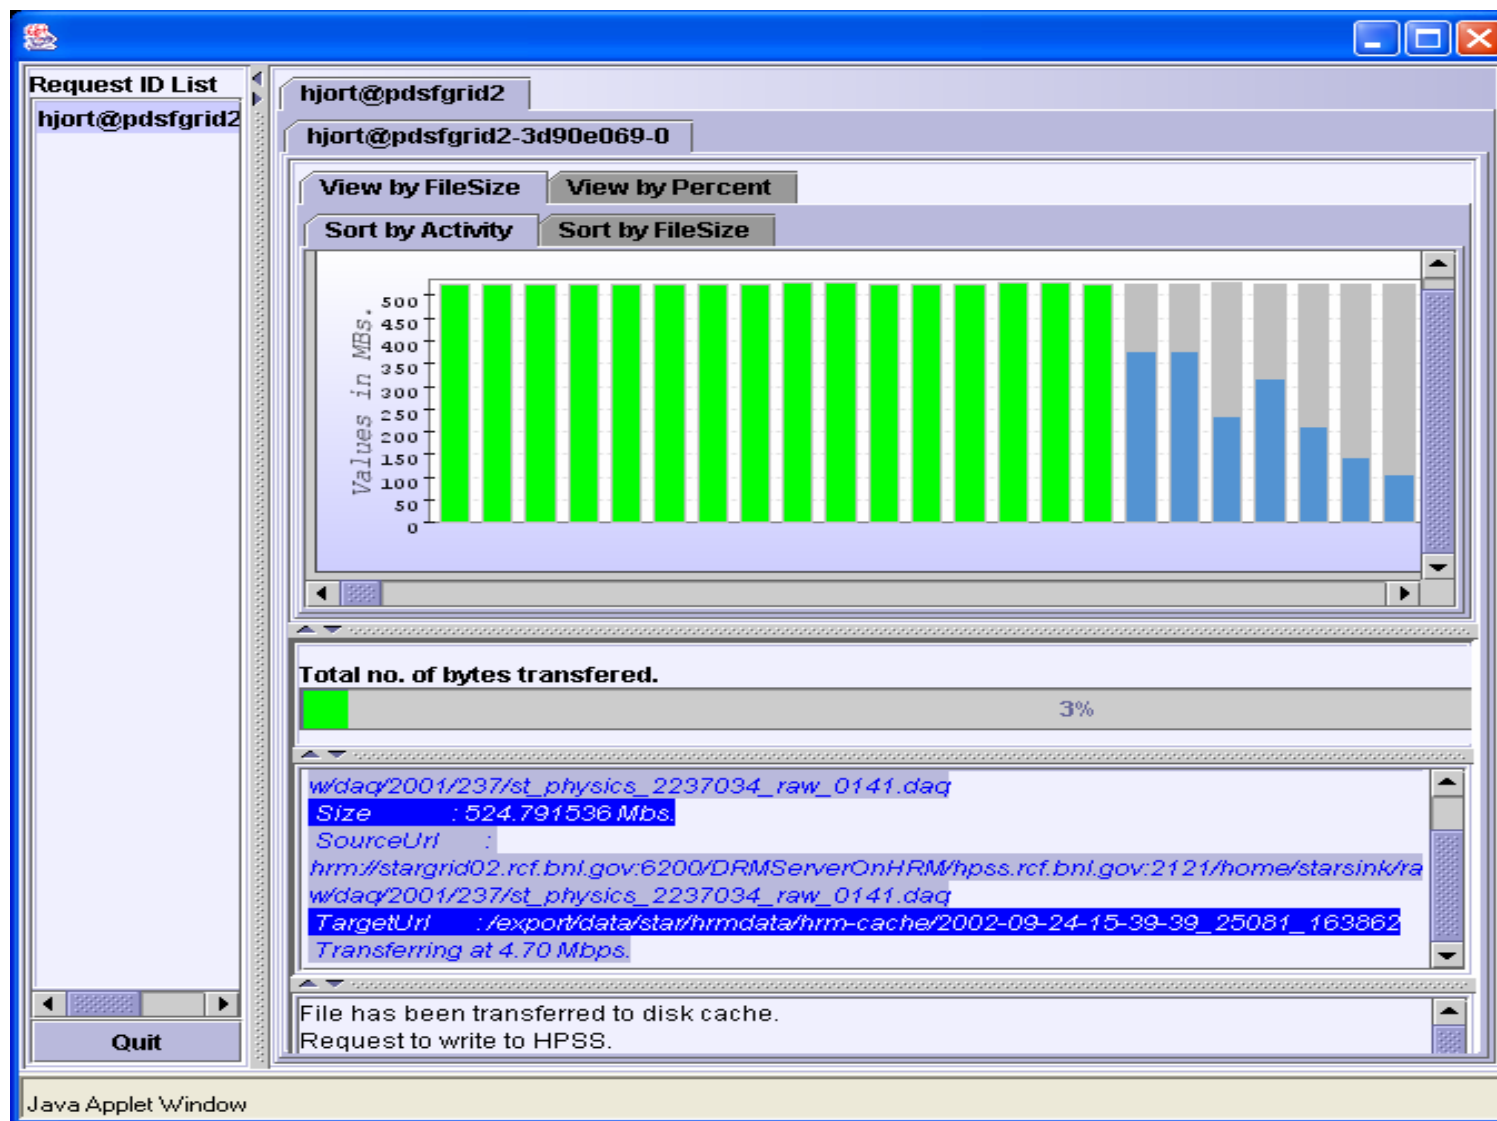 Request ID List
hjort@pdsfgrid2
hjort@pdsfgrid2
hjort@pdsfgrid2-3d90e069-0
View by FileSize
View by Percent
Sort by Activity
Sort by FileSize
Values in MBs.
500
450
400
350
300
250
200
150
100
50
0
Total no. of bytes transfered.
3%
w/daq/2001/237/st_physics_2237034_raw_0141.daq
Size : 524.791536 Mbs.
SourceUrl :
hrm://stargrid02.rcf.bnl.gov:6200/DRMServerOnHRM/hpss.rcf.bnl.gov:2121/home/starsink/ra
w/daq/2001/237/st_physics_2237034_raw_0141.daq
TargetUrl :/export/data/star/hrmdata/hrm-cache/2002-09-24-15-39-39_25081_163862
Transferring at 4.70 Mbps.
File has been transferred to disk cache.
Request to write to HPSS.
Quit
Java Applet Window